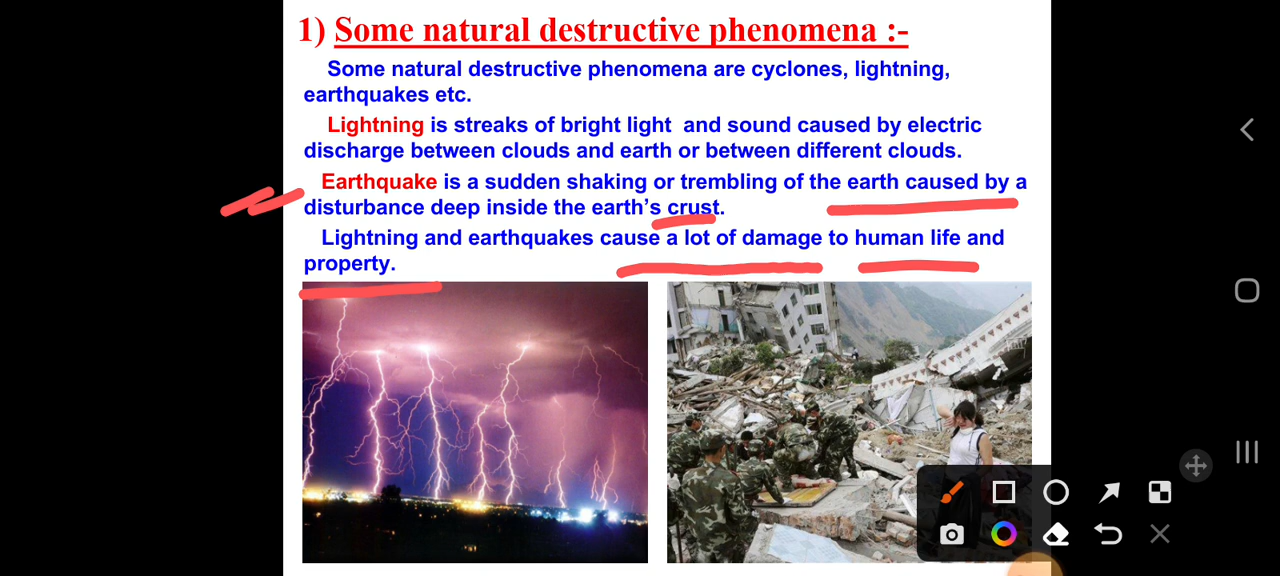 1) Some natural destructive phenomena :-
Some natural destructive phenomena are cyclones, lightning,
earthquakes etc.
Lightning is streaks of bright light and sound caused by electric
discharge between clouds and earth or between different clouds.
Earthquake is a sudden shaking or trembling of the earth caused by a
disturbance deep inside the earth’s crust.
Lightning and earthquakes cause a lot of damage to human life and
property.